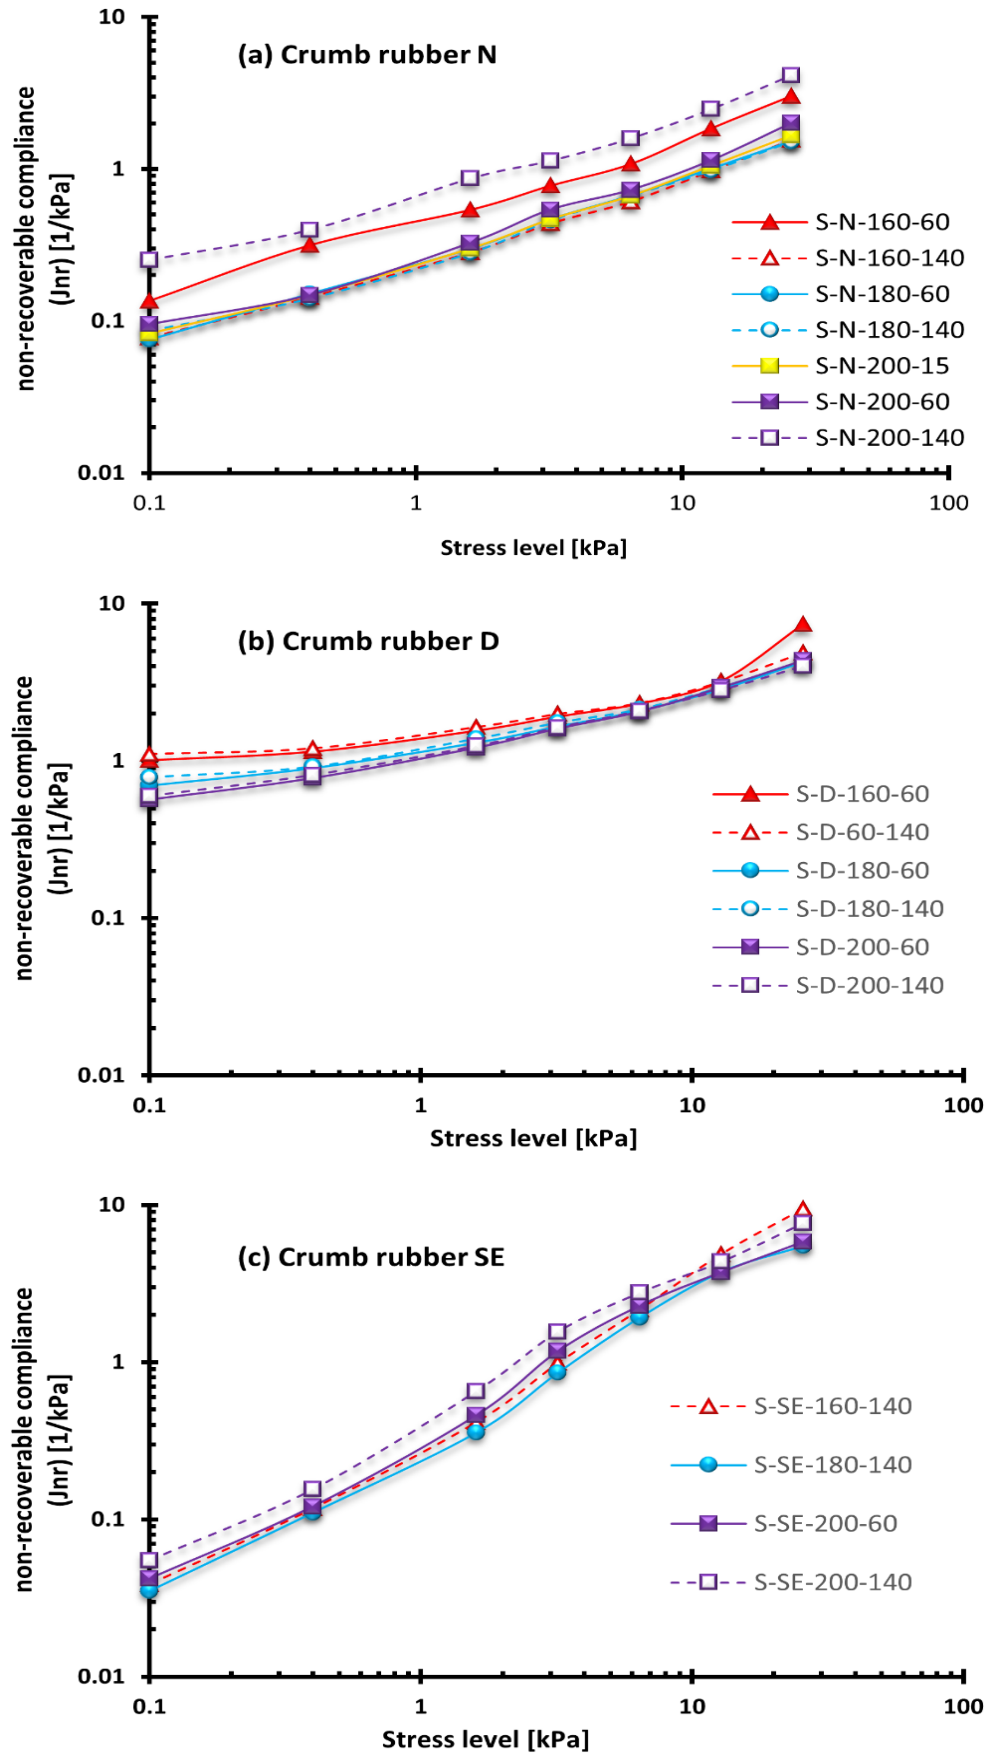 (a) Crumb rubber N
non-recoverable compliance
(Jnr) [1/kPa]
10
1
0.1
0.01
S-N-160-60
S-N-160-140
S-N-180-60
S-N-180-140
S-N-200-15
S-N-200-60
S-N-200-140
0.1
1
10
100
Stress level [kPa]
(b) Crumb rubber D
non-recoverable compliance
(Jnr) [1/kPa]
10
1
0.1
0.01
S-D-160-60
S-D-60-140
S-D-180-60
S-D-180-140
S-D-200-60
S-D-200-140
0.1
1
10
100
Stress level [kPa]
(c) Crumb rubber SE
non-recoverable compliance
(Jnr) [1/kPa]
10
1
0.1
0.01
S-SE-160-140
S-SE-180-140
S-SE-200-60
S-SE-200-140
0.1
1
10
100
Stress level [kPa]